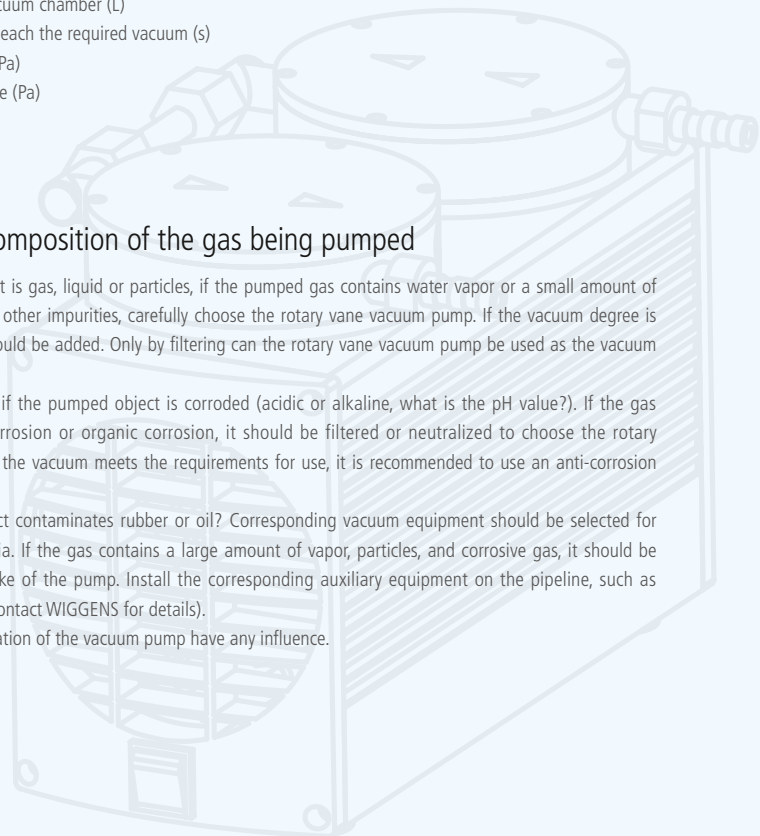 cuum chamber (L)
each the required vacuum (s)
Pa)
e (Pa)
omposition of the gas being pumped
t is gas, liquid or particles, if the pumped gas contains water vapor or a small amount of
other impurities, carefully choose the rotary vane vacuum pump. If the vacuum degree is
ould be added. Only by filtering can the rotary vane vacuum pump be used as the vacuum
if the pumped object is corroded (acidic or alkaline, what is the pH value?). If the gas
rrosion or organic corrosion, it should be filtered or neutralized to choose the rotary
the vacuum meets the requirements for use, it is recommended to use an anti-corrosion
ct contaminates rubber or oil? Corresponding vacuum equipment should be selected for
ia. If the gas contains a large amount of vapor, particles, and corrosive gas, it should be
ke of the pump. Install the corresponding auxiliary equipment on the pipeline, such as
ontact WIGGENS for details).
ation of the vacuum pump have any influence.